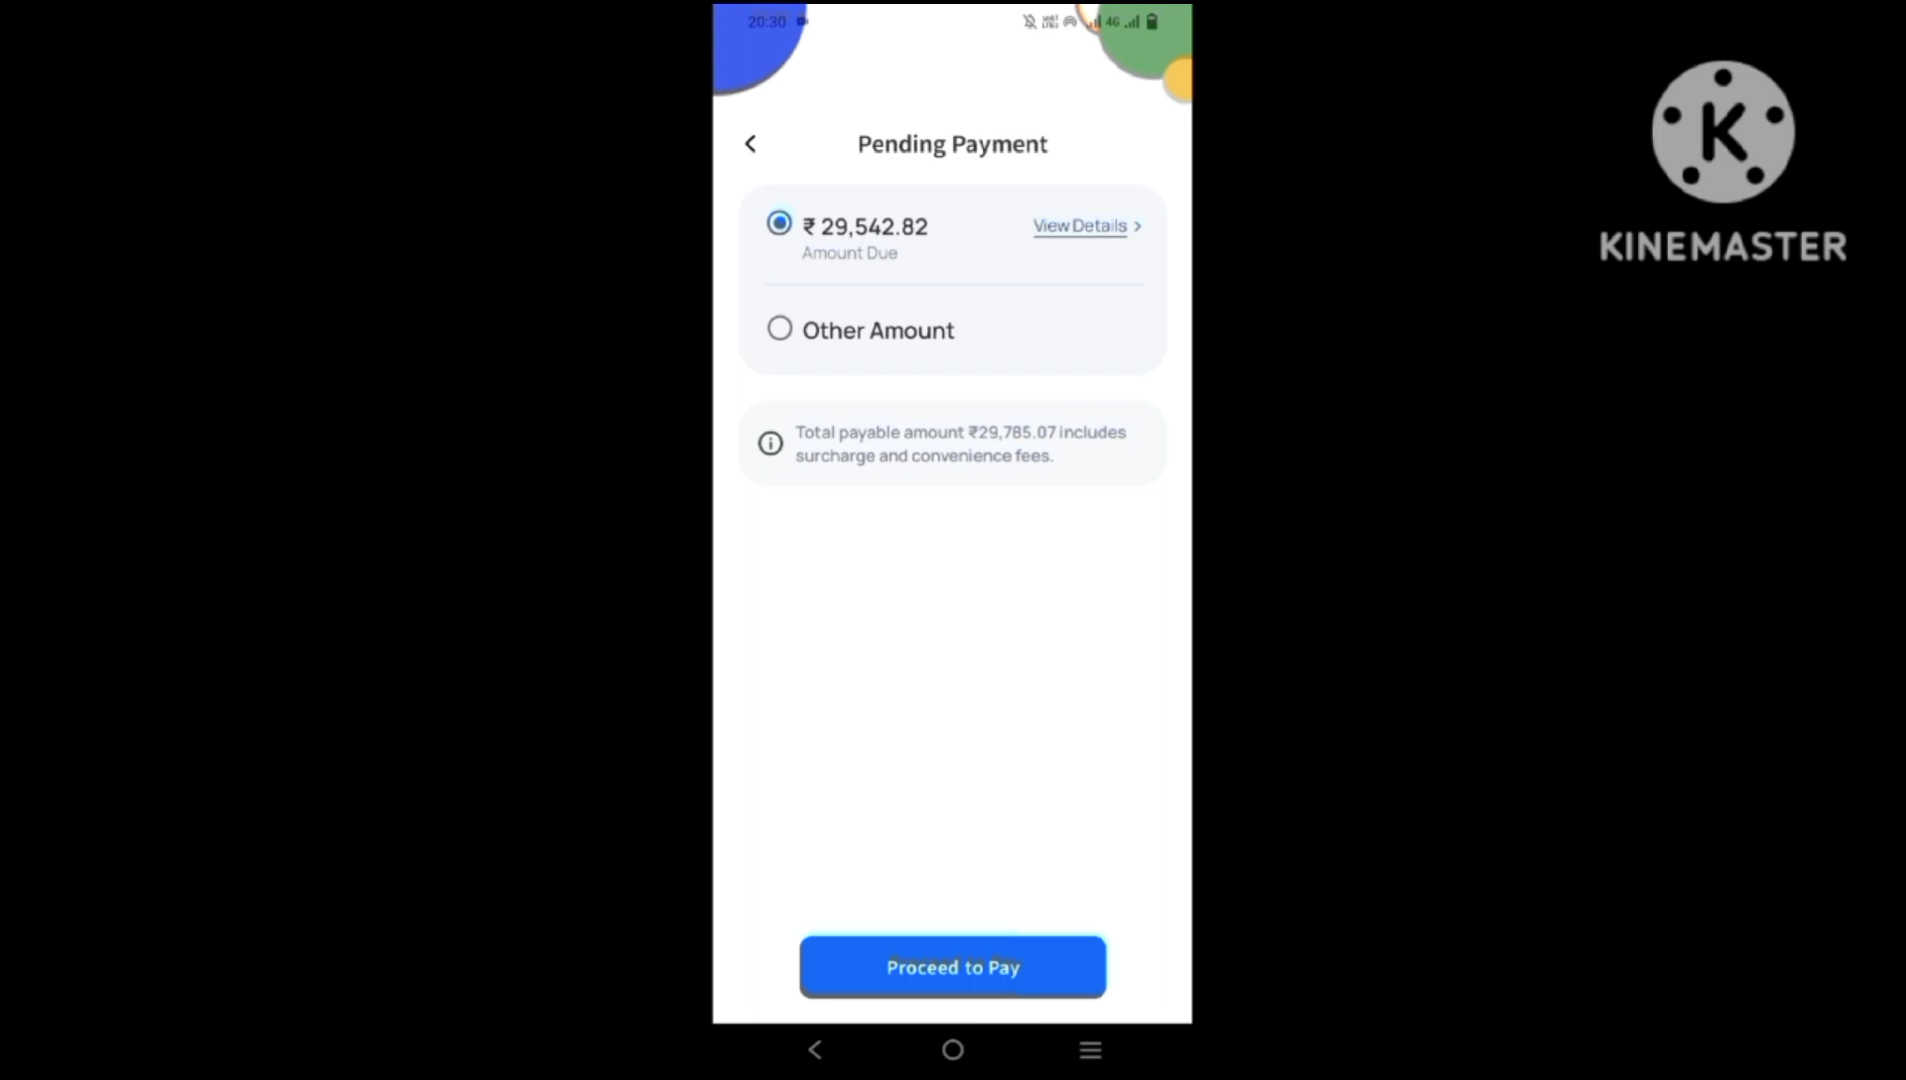 20:30
4G
Pending Payment
₹ 29,542.82
View Details >
Amount Due
Other Amount
Total payable amount ₹29,785.07 includes
surcharge and convenience fees.
Proceed to Pay
K
KINEMASTER